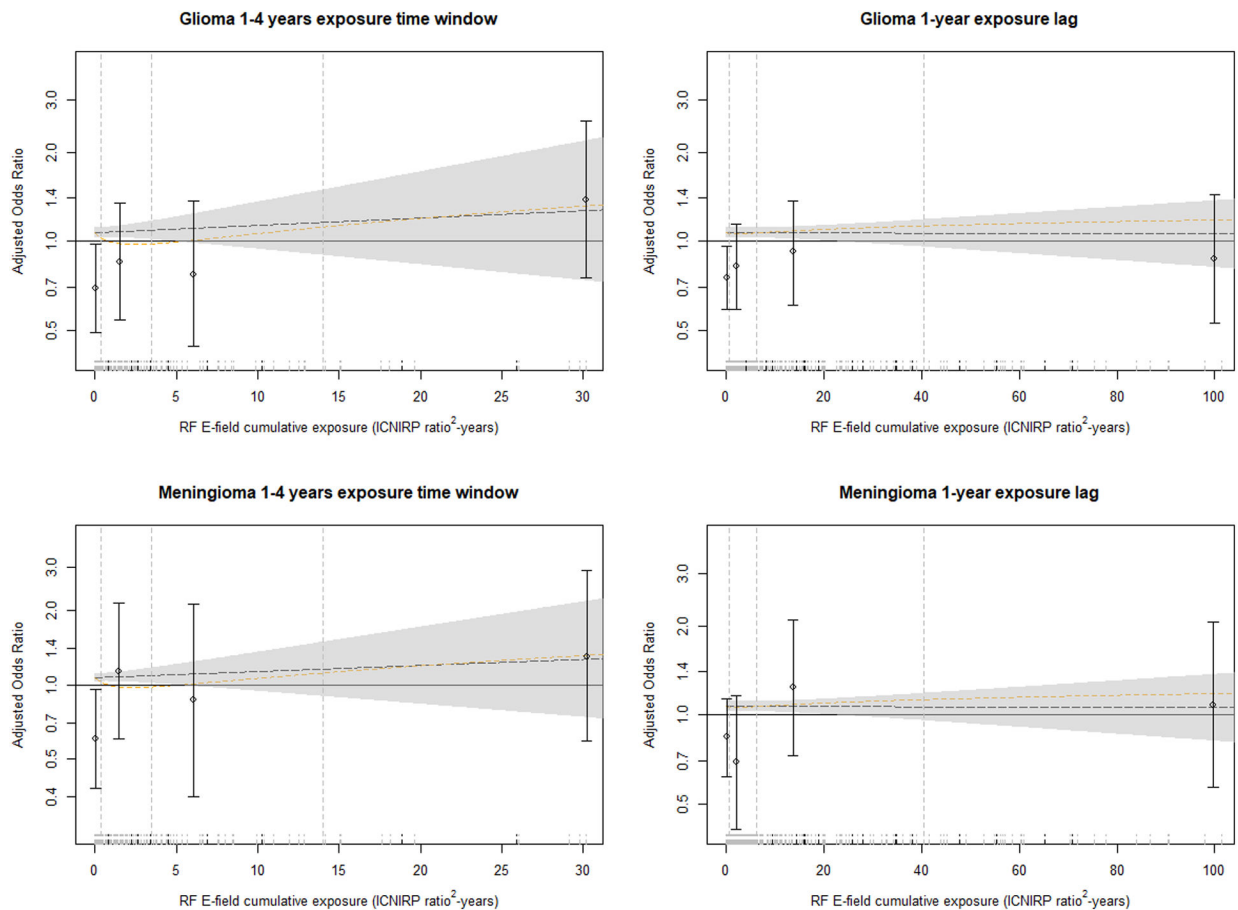 Glioma 1-4 years exposure time window
Adjusted Odds Ratio
3.0
2.0
1.4
1.0
0.7
0.5
0 5 10 15 20 25 30
RF E-field cumulative exposure (ICNIRP ratio²-years)
Glioma 1-year exposure lag
Adjusted Odds Ratio
3.0
2.0
1.4
1.0
0.7
0.5
0 20 40 60 80 100
RF E-field cumulative exposure (ICNIRP ratio²-years)
Meningioma 1-4 years exposure time window
Adjusted Odds Ratio
3.0
2.0
1.4
1.0
0.7
0.5
0.4
0 5 10 15 20 25 30
RF E-field cumulative exposure (ICNIRP ratio²-years)
Meningioma 1-year exposure lag
Adjusted Odds Ratio
3.0
2.0
1.4
1.0
0.7
0.5
0 20 40 60 80 100
RF E-field cumulative exposure (ICNIRP ratio²-years)